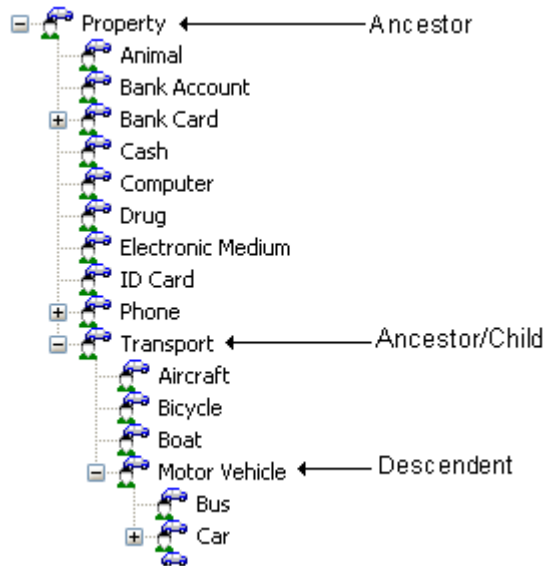 Property Ancestor
Animal
Bank Account
Bank Card
Cash
Computer
Drug
Electronic Medium
ID Card
Phone
Transport Ancestor/Child
Aircraft
Bicycle
Boat
Motor Vehicle Descendent
Bus
Car